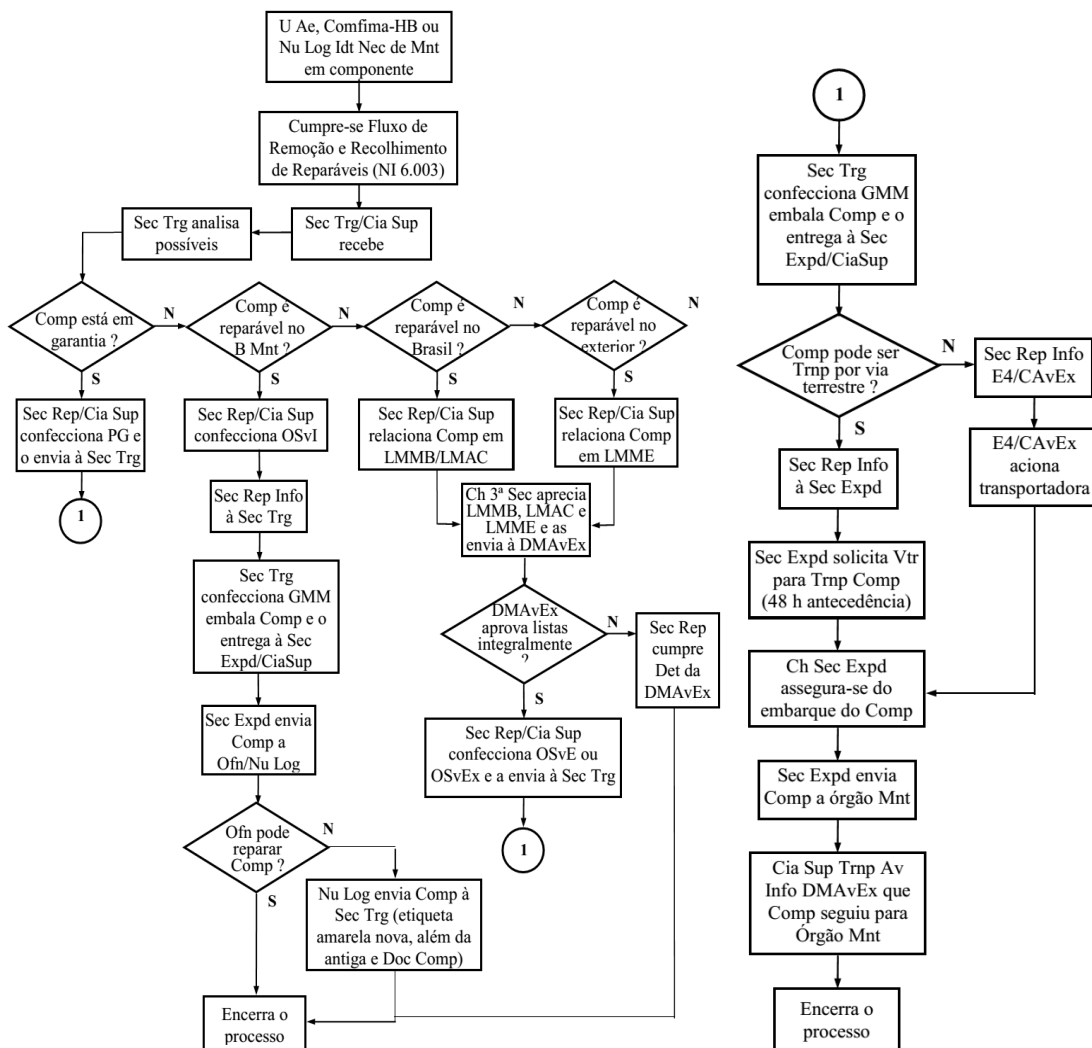 U Ae, Comfima-HB ou
Nu Log Idt Nec de Mnt
em componente
Cumpre-se Fluxo de
Remoção e Recolhimento
de Reparáveis (NI 6.003)
Sec Trg/Cia Sup
recebe
Sec Trg analisa
possíveis
Comp está em
garantia ?
N
S
Comp é
reparável no
B Mnt ?
N
S
Comp é
reparável no
Brasil ?
N
S
Comp é
reparável no
exterior ?
N
S
Sec Rep/Cia Sup
confecciona PG e
o envia à Sec Trg
1
Sec Rep/Cia Sup
confecciona OSvI
Sec Rep Info
à Sec Trg
Sec Trg
confecciona GMM
embala Comp e o
entrega à Sec
Expd/CiaSup
Sec Expd envia
Comp a
Ofn/Nu Log
Ofn pode
reparar
Comp ?
N
S
Nu Log envia Comp à
Sec Trg (etiqueta
amarela nova, além da
antiga e Doc Comp)
Encerra o
processo
Sec Rep/Cia Sup
relaciona Comp em
LMMB/LMAC
Sec Rep/Cia Sup
relaciona Comp
em LMME
Ch 3ª Sec aprecia
LMMB, LMAC e
LMME e as
envia à DMAvEx
DMAvEx
aprova listas
integralmente
?
N
S
Sec Rep
cumpre
Det da
DMAvEx
Sec Rep/Cia Sup
confecciona OSvE ou
OSvEx e a envia à Sec Trg
1
1
Sec Trg
confecciona GMM
embala Comp e o
entrega à Sec
Expd/CiaSup
Comp pode ser
Trnp por via
terrestre ?
N
S
Sec Rep Info
E4/CAvEx
E4/CAvEx
aciona
transportadora
Sec Rep Info
à Sec Expd
Sec Expd solicita Vtr
para Trnp Comp
(48 h antecedência)
Ch Sec Expd
assegura-se do
embarque do Comp
Sec Expd envia
Comp a órgão Mnt
Cia Sup Trnp Av
Info DMAvEx que
Comp seguiu para
Órgão Mnt
Encerra o
processo